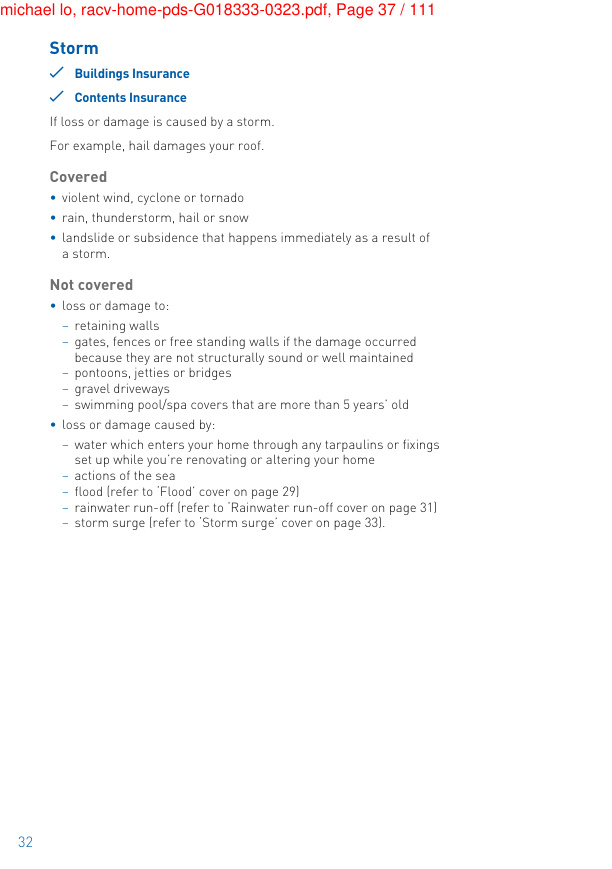 michael lo, racv-home-pds-G018333-0323.pdf, Page 37 / 111
Storm
✓ Buildings Insurance
✓ Contents Insurance
If loss or damage is caused by a storm.
For example, hail damages your roof.
Covered
• violent wind, cyclone or tornado
• rain, thunderstorm, hail or snow
• landslide or subsidence that happens immediately as a result of
a storm.
Not covered
• loss or damage to:
– retaining walls
– gates, fences or free standing walls if the damage occurred
because they are not structurally sound or well maintained
– pontoons, jetties or bridges
– gravel driveways
– swimming pool/spa covers that are more than 5 years' old
• loss or damage caused by:
– water which enters your home through any tarpaulins or fixings
set up while you're renovating or altering your home
– actions of the sea
– flood (refer to 'Flood' cover on page 29)
– rainwater run-off (refer to 'Rainwater run-off cover on page 31)
– storm surge (refer to 'Storm surge' cover on page 33).
32